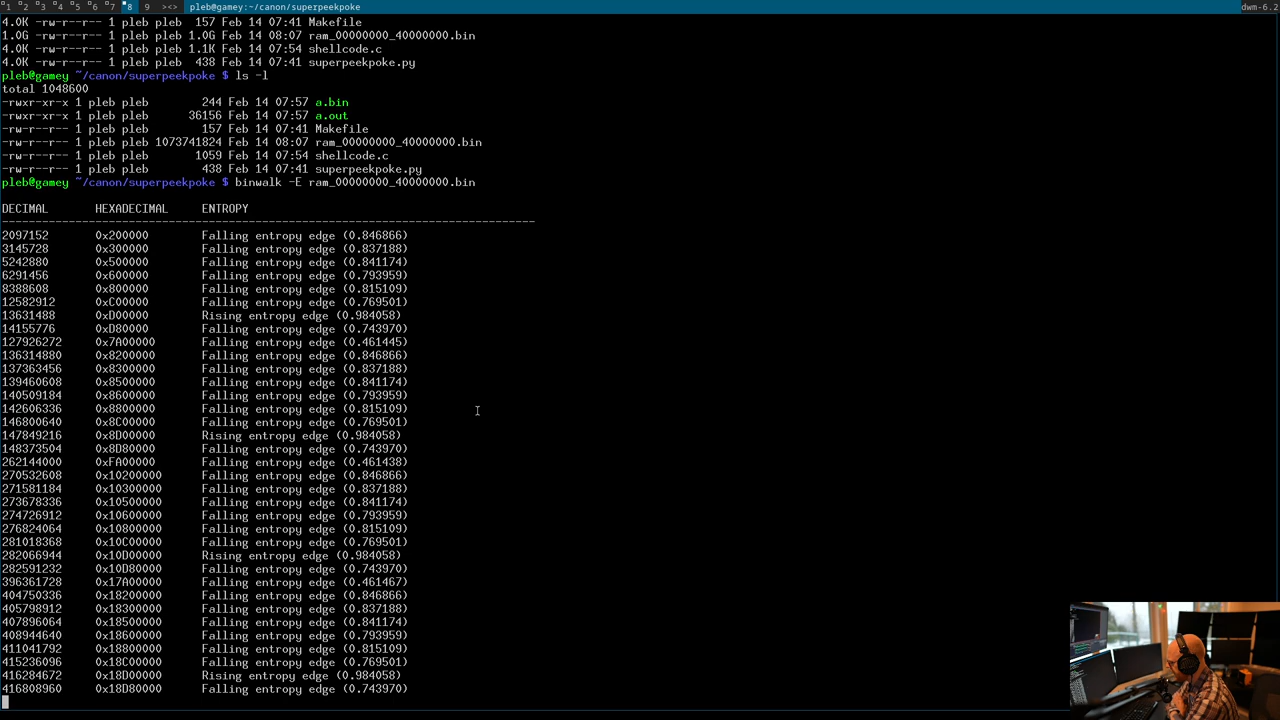 1 2 3 4 5 6 7 8 9 ><> pleb@gamey:~/canon/superpeekpoke dwm-6.2
4.0K -rw-r--r-- 1 pleb pleb  157 Feb 14 07:41 Makefile
1.0G -rw-r--r-- 1 pleb pleb 1.0G Feb 14 08:07 ram_00000000_40000000.bin
4.0K -rw-r--r-- 1 pleb pleb 1.1K Feb 14 07:54 shellcode.c
4.0K -rw-r--r-- 1 pleb pleb  438 Feb 14 07:41 superpeekpoke.py
pleb@gamey ~/canon/superpeekpoke $ ls -l
total 1048600
-rwxr-xr-x 1 pleb pleb        244 Feb 14 07:57 a.bin
-rwxr-xr-x 1 pleb pleb      36156 Feb 14 07:57 a.out
-rw-r--r-- 1 pleb pleb        157 Feb 14 07:41 Makefile
-rw-r--r-- 1 pleb pleb 1073741824 Feb 14 08:07 ram_00000000_40000000.bin
-rw-r--r-- 1 pleb pleb       1059 Feb 14 07:54 shellcode.c
-rw-r--r-- 1 pleb pleb        438 Feb 14 07:41 superpeekpoke.py
pleb@gamey ~/canon/superpeekpoke $ binwalk -E ram_00000000_40000000.bin
DECIMAL       HEXADECIMAL     ENTROPY
--------------------------------------------------------------------------------
2097152       0x200000        Falling entropy edge (0.846866)
3145728       0x300000        Falling entropy edge (0.837188)
5242880       0x500000        Falling entropy edge (0.841174)
6291456       0x600000        Falling entropy edge (0.793959)
8388608       0x800000        Falling entropy edge (0.815109)
12582912      0xC00000        Falling entropy edge (0.769501)
13631488      0xD00000        Rising entropy edge (0.984058)
14155776      0xD80000        Falling entropy edge (0.743970)
127926272     0x7A00000       Falling entropy edge (0.461445)
136314880     0x8200000       Falling entropy edge (0.846866)
137363456     0x8300000       Falling entropy edge (0.837188)
139460608     0x8500000       Falling entropy edge (0.841174)
140509184     0x8600000       Falling entropy edge (0.793959)
142606336     0x8800000       Falling entropy edge (0.815109)
146800640     0x8C00000       Falling entropy edge (0.769501)
147849216     0x8D00000       Rising entropy edge (0.984058)
148373504     0x8D80000       Falling entropy edge (0.743970)
262144000     0xFA00000       Falling entropy edge (0.461438)
270532608     0x10200000      Falling entropy edge (0.846866)
271581184     0x10300000      Falling entropy edge (0.837188)
273678336     0x10500000      Falling entropy edge (0.841174)
274726912     0x10600000      Falling entropy edge (0.793959)
276824064     0x10800000      Falling entropy edge (0.815109)
281018368     0x10C00000      Falling entropy edge (0.769501)
282066944     0x10D00000      Rising entropy edge (0.984058)
282591232     0x10D80000      Falling entropy edge (0.743970)
396361728     0x17A00000      Falling entropy edge (0.461467)
404750336     0x18200000      Falling entropy edge (0.846866)
405798912     0x18300000      Falling entropy edge (0.837188)
407896064     0x18500000      Falling entropy edge (0.841174)
408944640     0x18600000      Falling entropy edge (0.793959)
411041792     0x18800000      Falling entropy edge (0.815109)
415236096     0x18C00000      Falling entropy edge (0.769501)
416284672     0x18D00000      Rising entropy edge (0.984058)
416808960     0x18D80000      Falling entropy edge (0.743970)